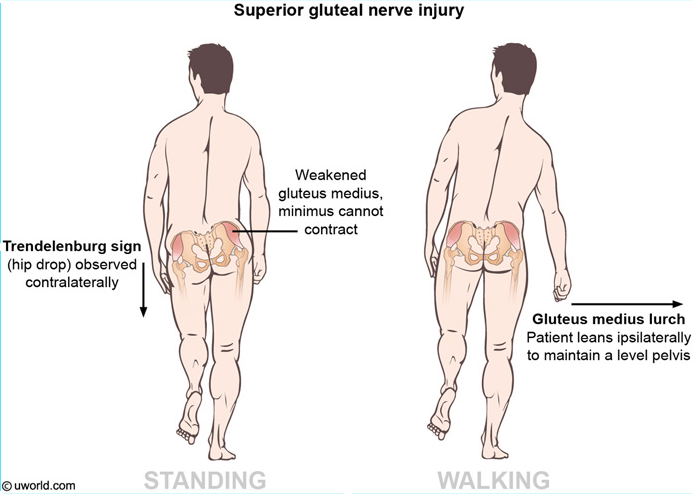 Superior gluteal nerve injury
Weakened
gluteus medius,
minimus cannot
contract
Trendelenburg sign
(hip drop) observed
contralaterally
Gluteus medius lurch
Patient leans ipsilaterally
to maintain a level pelvis
STANDING
WALKING
© uworld.com